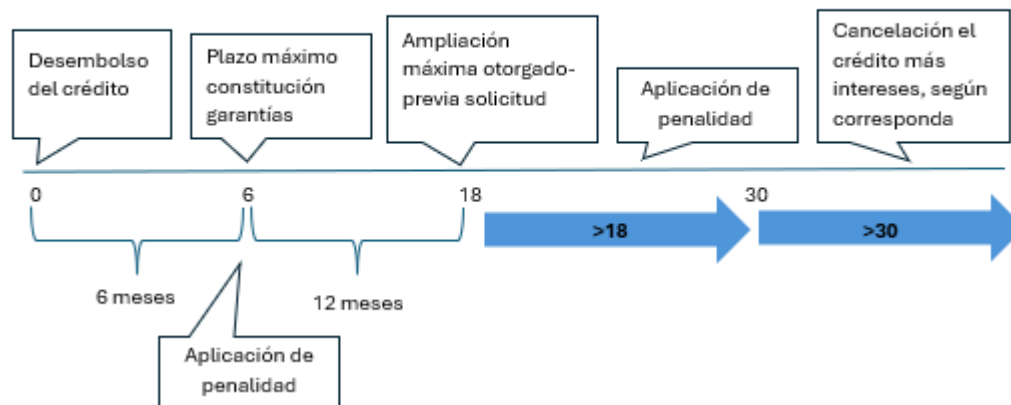 Desembolso
del crédito
Plazo máximo
constitución
garantías
Ampliación
máxima otorgado-
previa solicitud
Aplicación de
penalidad
Cancelación el
crédito más
intereses, según
corresponda
0
6
18
30
>18
>30
6 meses
12 meses
Aplicación de
penalidad